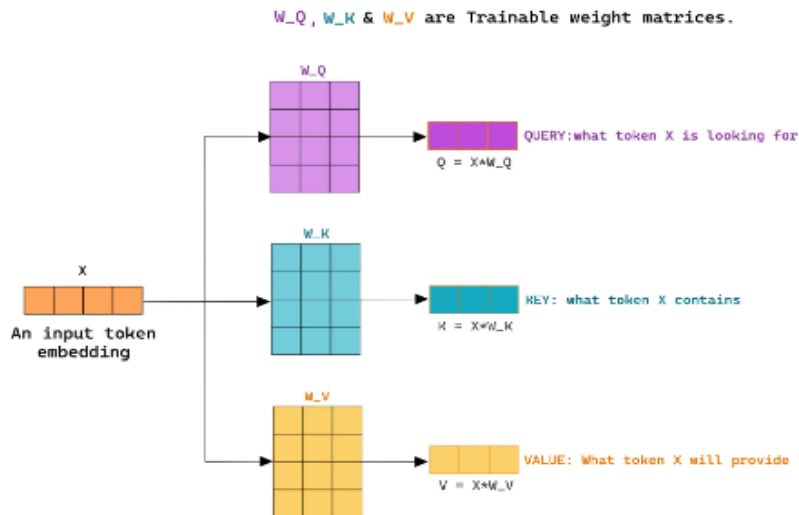 W_Q, W_K & W_V are Trainable weight matrices.
W_Q
QUERY:what token X is looking for
Q = X*W_Q
W_K
X
KEY: what token X contains
K = X*W_K
An input token
embedding
W_V
VALUE: What token X will provide
V = X*W_V